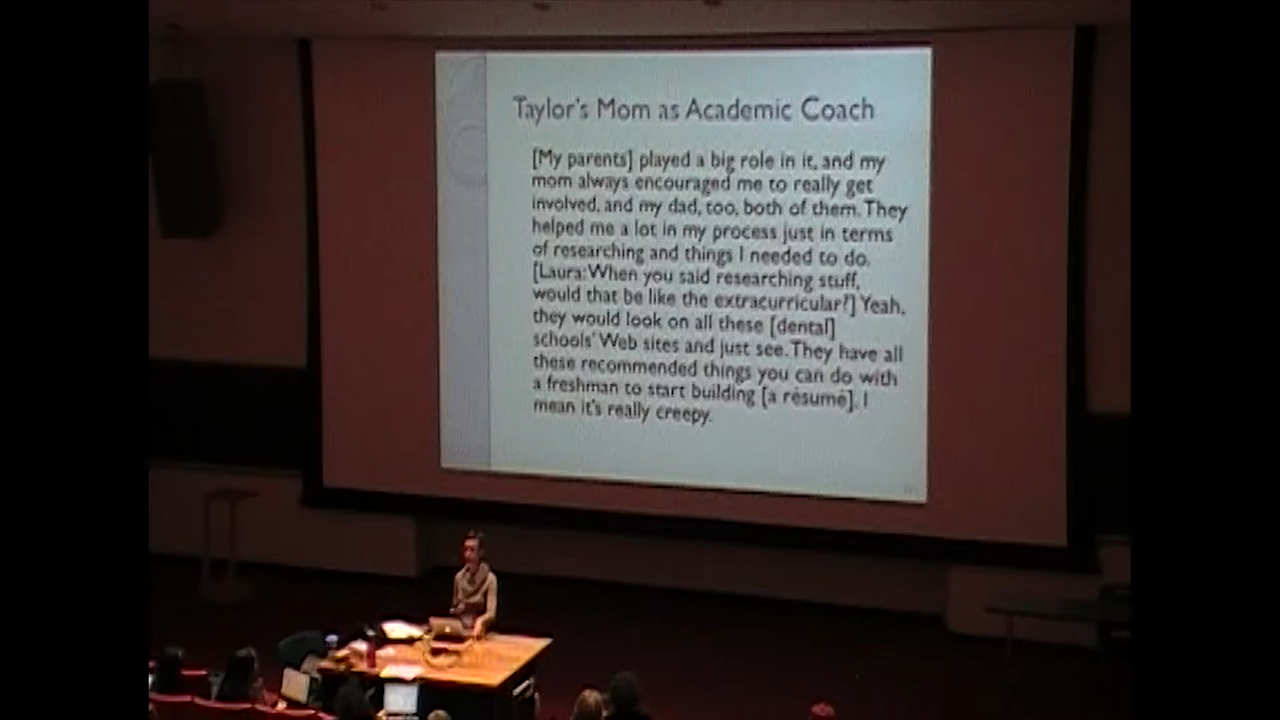 Taylor's Mom as Academic Coach
[My parents] played a big role in it, and my
mom always encouraged me to really get
involved, and my dad, too, both of them. They
helped me a lot in my process just in terms
of researching and things I needed to do.
[Laura: When you said researching stuff,
would that be like the extracurricular?] Yeah,
they would look on all these [dental]
schools' Web sites and just see. They have all
these recommended things you can do with
a freshman to start building [a résumé]. I
mean it's really creepy.